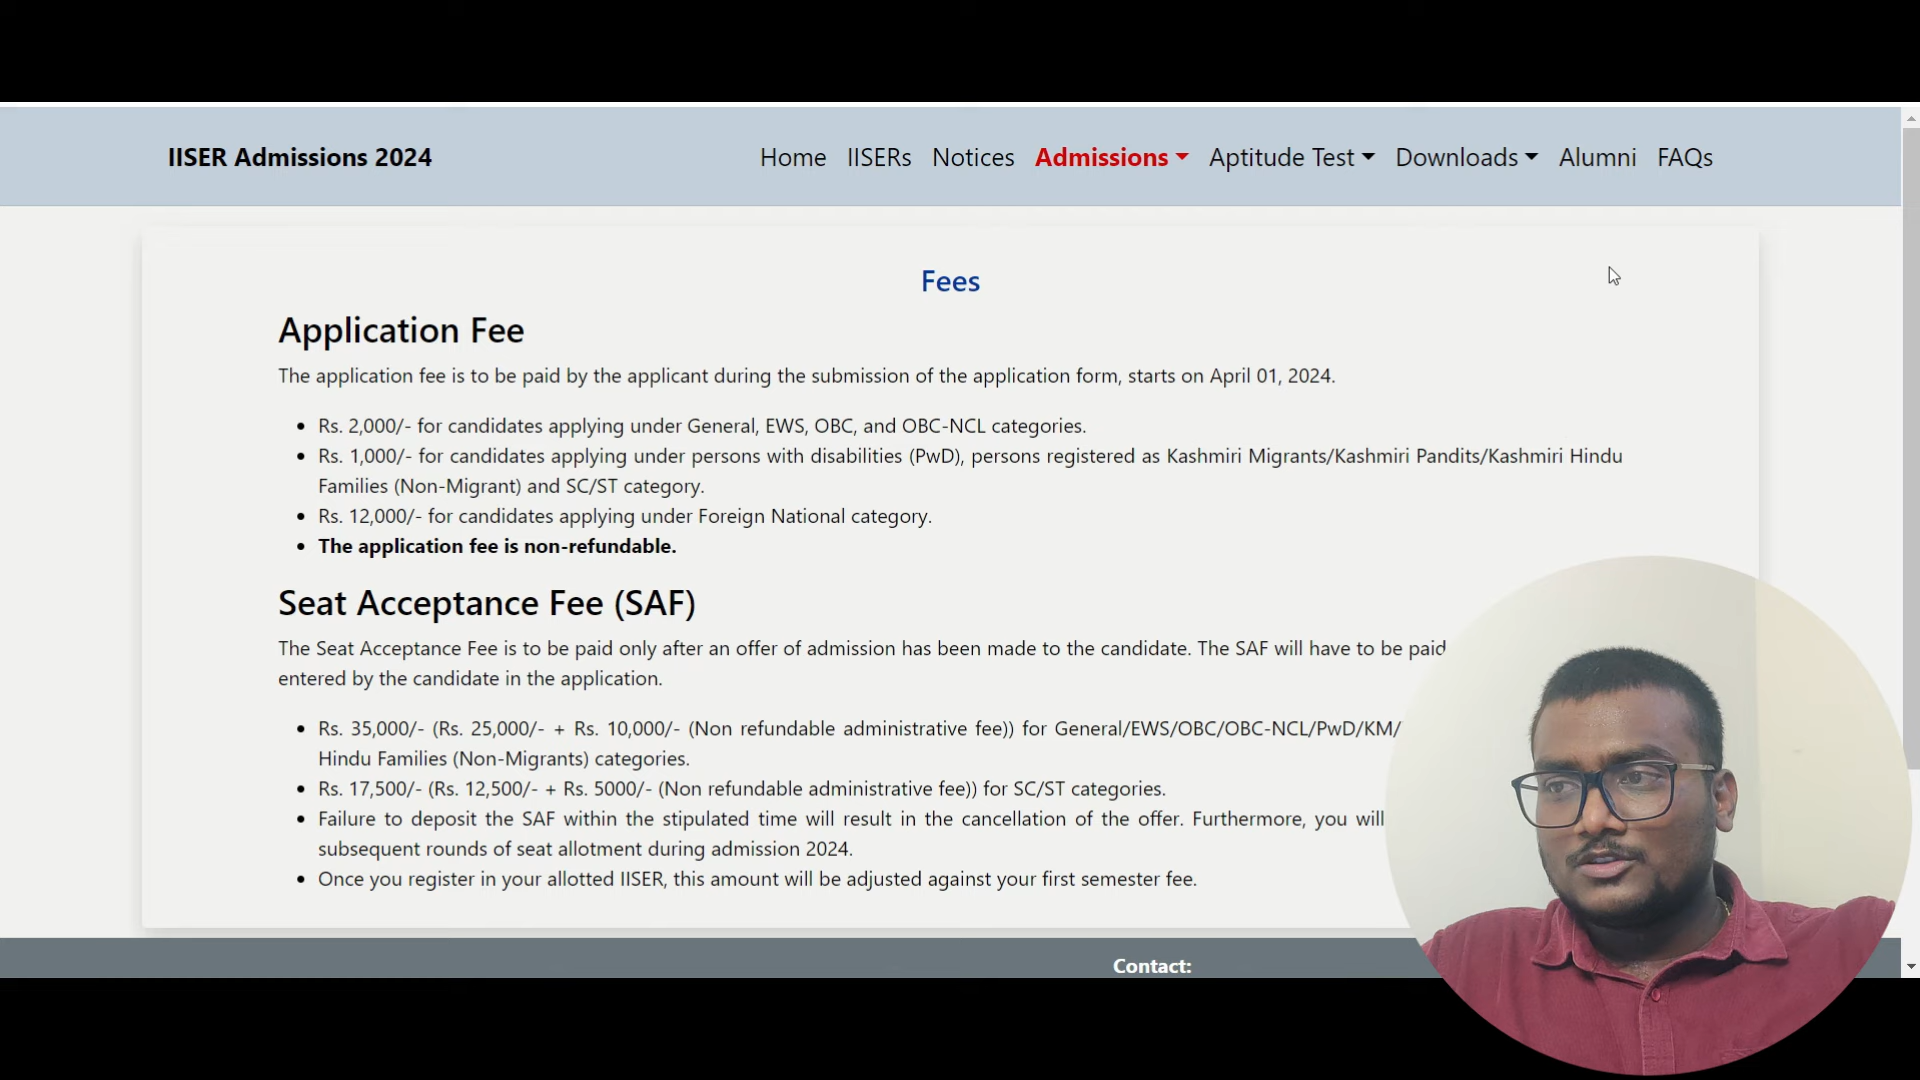 IISER Admissions 2024 Home IISERs Notices Admissions Aptitude Test Downloads Alumni FAQs
Fees
Application Fee
The application fee is to be paid by the applicant during the submission of the application form, starts on April 01, 2024.
• Rs. 2,000/- for candidates applying under General, EWS, OBC, and OBC-NCL categories.
• Rs. 1,000/- for candidates applying under persons with disabilities (PwD), persons registered as Kashmiri Migrants/Kashmiri Pandits/Kashmiri Hindu
Families (Non-Migrant) and SC/ST category.
• Rs. 12,000/- for candidates applying under Foreign National category.
• The application fee is non-refundable.
Seat Acceptance Fee (SAF)
The Seat Acceptance Fee is to be paid only after an offer of admission has been made to the candidate. The SAF will have to be paid
entered by the candidate in the application.
• Rs. 35,000/- (Rs. 25,000/- + Rs. 10,000/- (Non refundable administrative fee)) for General/EWS/OBC/OBC-NCL/PwD/KM/
Hindu Families (Non-Migrants) categories.
• Rs. 17,500/- (Rs. 12,500/- + Rs. 5000/- (Non refundable administrative fee)) for SC/ST categories.
• Failure to deposit the SAF within the stipulated time will result in the cancellation of the offer. Furthermore, you will
subsequent rounds of seat allotment during admission 2024.
• Once you register in your allotted IISER, this amount will be adjusted against your first semester fee.
Contact: